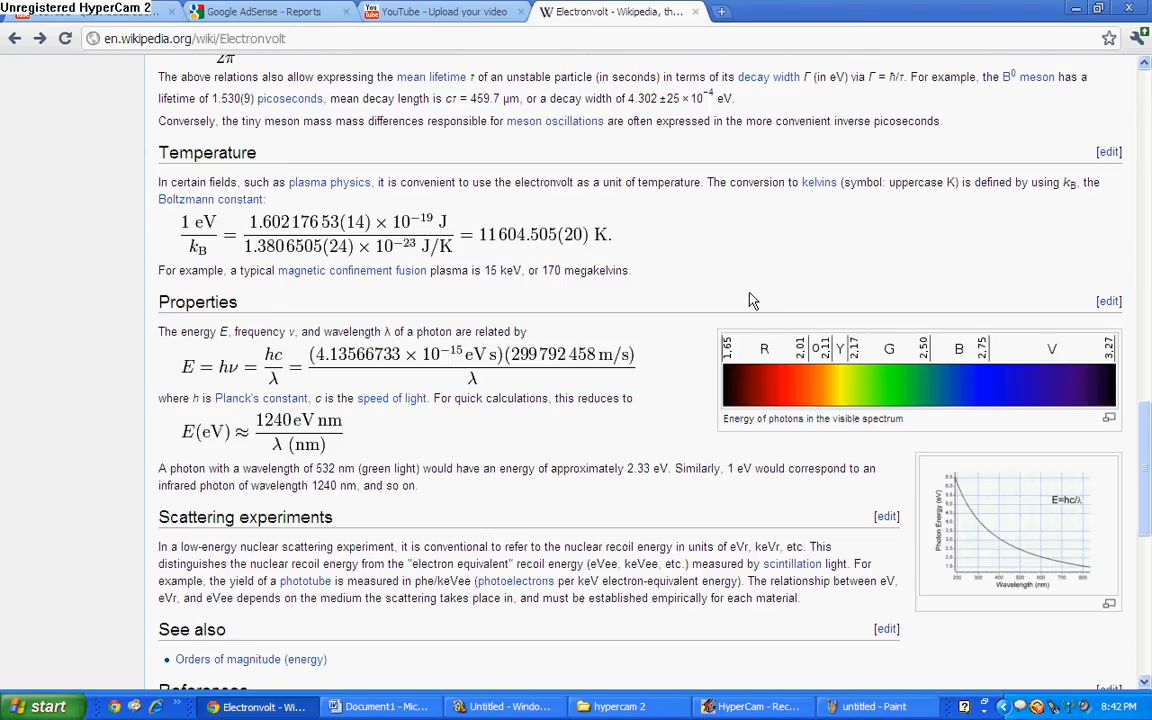 Unregistered HyperCam 2
Google AdSense - Reports
YouTube - Upload your video
Electronvolt - Wikipedia, th...
en.wikipedia.org/wiki/Electronvolt
2π
The above relations also allow expressing the mean lifetime τ of an unstable particle (in seconds) in terms of its decay width Γ (in eV) via Γ = ħ/τ. For example, the B⁰ meson has a
lifetime of 1.530(9) picoseconds, mean decay length is cτ = 459.7 μm, or a decay width of 4.302 ±25 × 10⁻⁴ eV.
Conversely, the tiny meson mass mass differences responsible for meson oscillations are often expressed in the more convenient inverse picoseconds.
Temperature [edit]
In certain fields, such as plasma physics, it is convenient to use the electronvolt as a unit of temperature. The conversion to kelvins (symbol: uppercase K) is defined by using kB, the
Boltzmann constant:
1 eV / kB = 1.602176 53(14) × 10⁻¹⁹ J / 1.3806505(24) × 10⁻²³ J/K = 11 604.505(20) K.
For example, a typical magnetic confinement fusion plasma is 15 keV, or 170 megakelvins.
Properties [edit]
The energy E, frequency v, and wavelength λ of a photon are related by
E = hν = hc / λ = (4.13566733 × 10⁻¹⁵ eV s)(299 792 458 m/s) / λ
where h is Planck's constant, c is the speed of light. For quick calculations, this reduces to
E(eV) ≈ 1240 eV nm / λ (nm)
1.65 R 2.01 O 2.11 Y 2.17 G 2.50 B 2.75 V 3.27
Energy of photons in the visible spectrum
A photon with a wavelength of 532 nm (green light) would have an energy of approximately 2.33 eV. Similarly, 1 eV would correspond to an
infrared photon of wavelength 1240 nm, and so on.
E=hc/λ
Photon Energy (eV)
200 300 400 500 600 700 800
Wavelength (nm)
Scattering experiments [edit]
In a low-energy nuclear scattering experiment, it is conventional to refer to the nuclear recoil energy in units of eVr, keVr, etc. This
distinguishes the nuclear recoil energy from the "electron equivalent" recoil energy (eVee, keVee, etc.) measured by scintillation light. For
example, the yield of a phototube is measured in phe/keVee (photoelectrons per keV electron-equivalent energy). The relationship between eV,
eVr, and eVee depends on the medium the scattering takes place in, and must be established empirically for each material.
See also [edit]
Orders of magnitude (energy)
References [edit]
start
Electronvolt - Wi...
Document1 - Mic...
Untitled - Windo...
hypercam 2
HyperCam - Rec...
untitled - Paint
8:42 PM